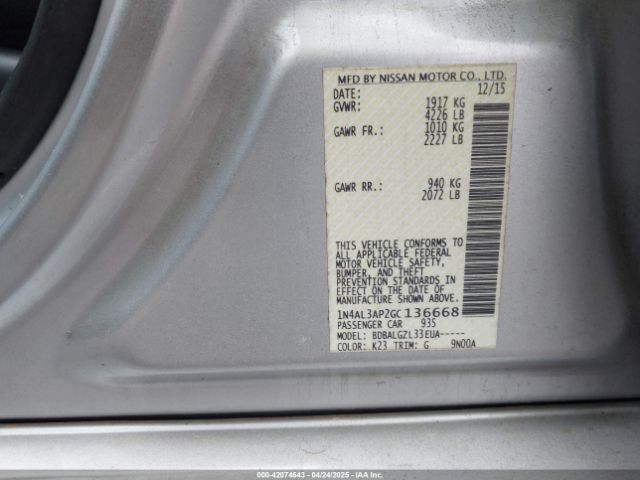 MFD BY NISSAN MOTOR CO., LTD.
DATE: 12/15
GVWR: 1917 KG
4226 LB
GAWR FR.: 1010 KG
2227 LB
GAWR RR.: 940 KG
2072 LB
THIS VEHICLE CONFORMS TO
ALL APPLICABLE FEDERAL
MOTOR VEHICLE SAFETY,
BUMPER, AND THEFT
PREVENTION STANDARDS
IN EFFECT ON THE DATE OF
MANUFACTURE SHOWN ABOVE.
1N4AL3AP2GC136668
PASSENGER CAR 935
MODEL: BDBALGZL33EUA-----
COLOR: K23 TRIM: G 9N00A
000-42074643 - 04/24/2025 - IAA Inc.